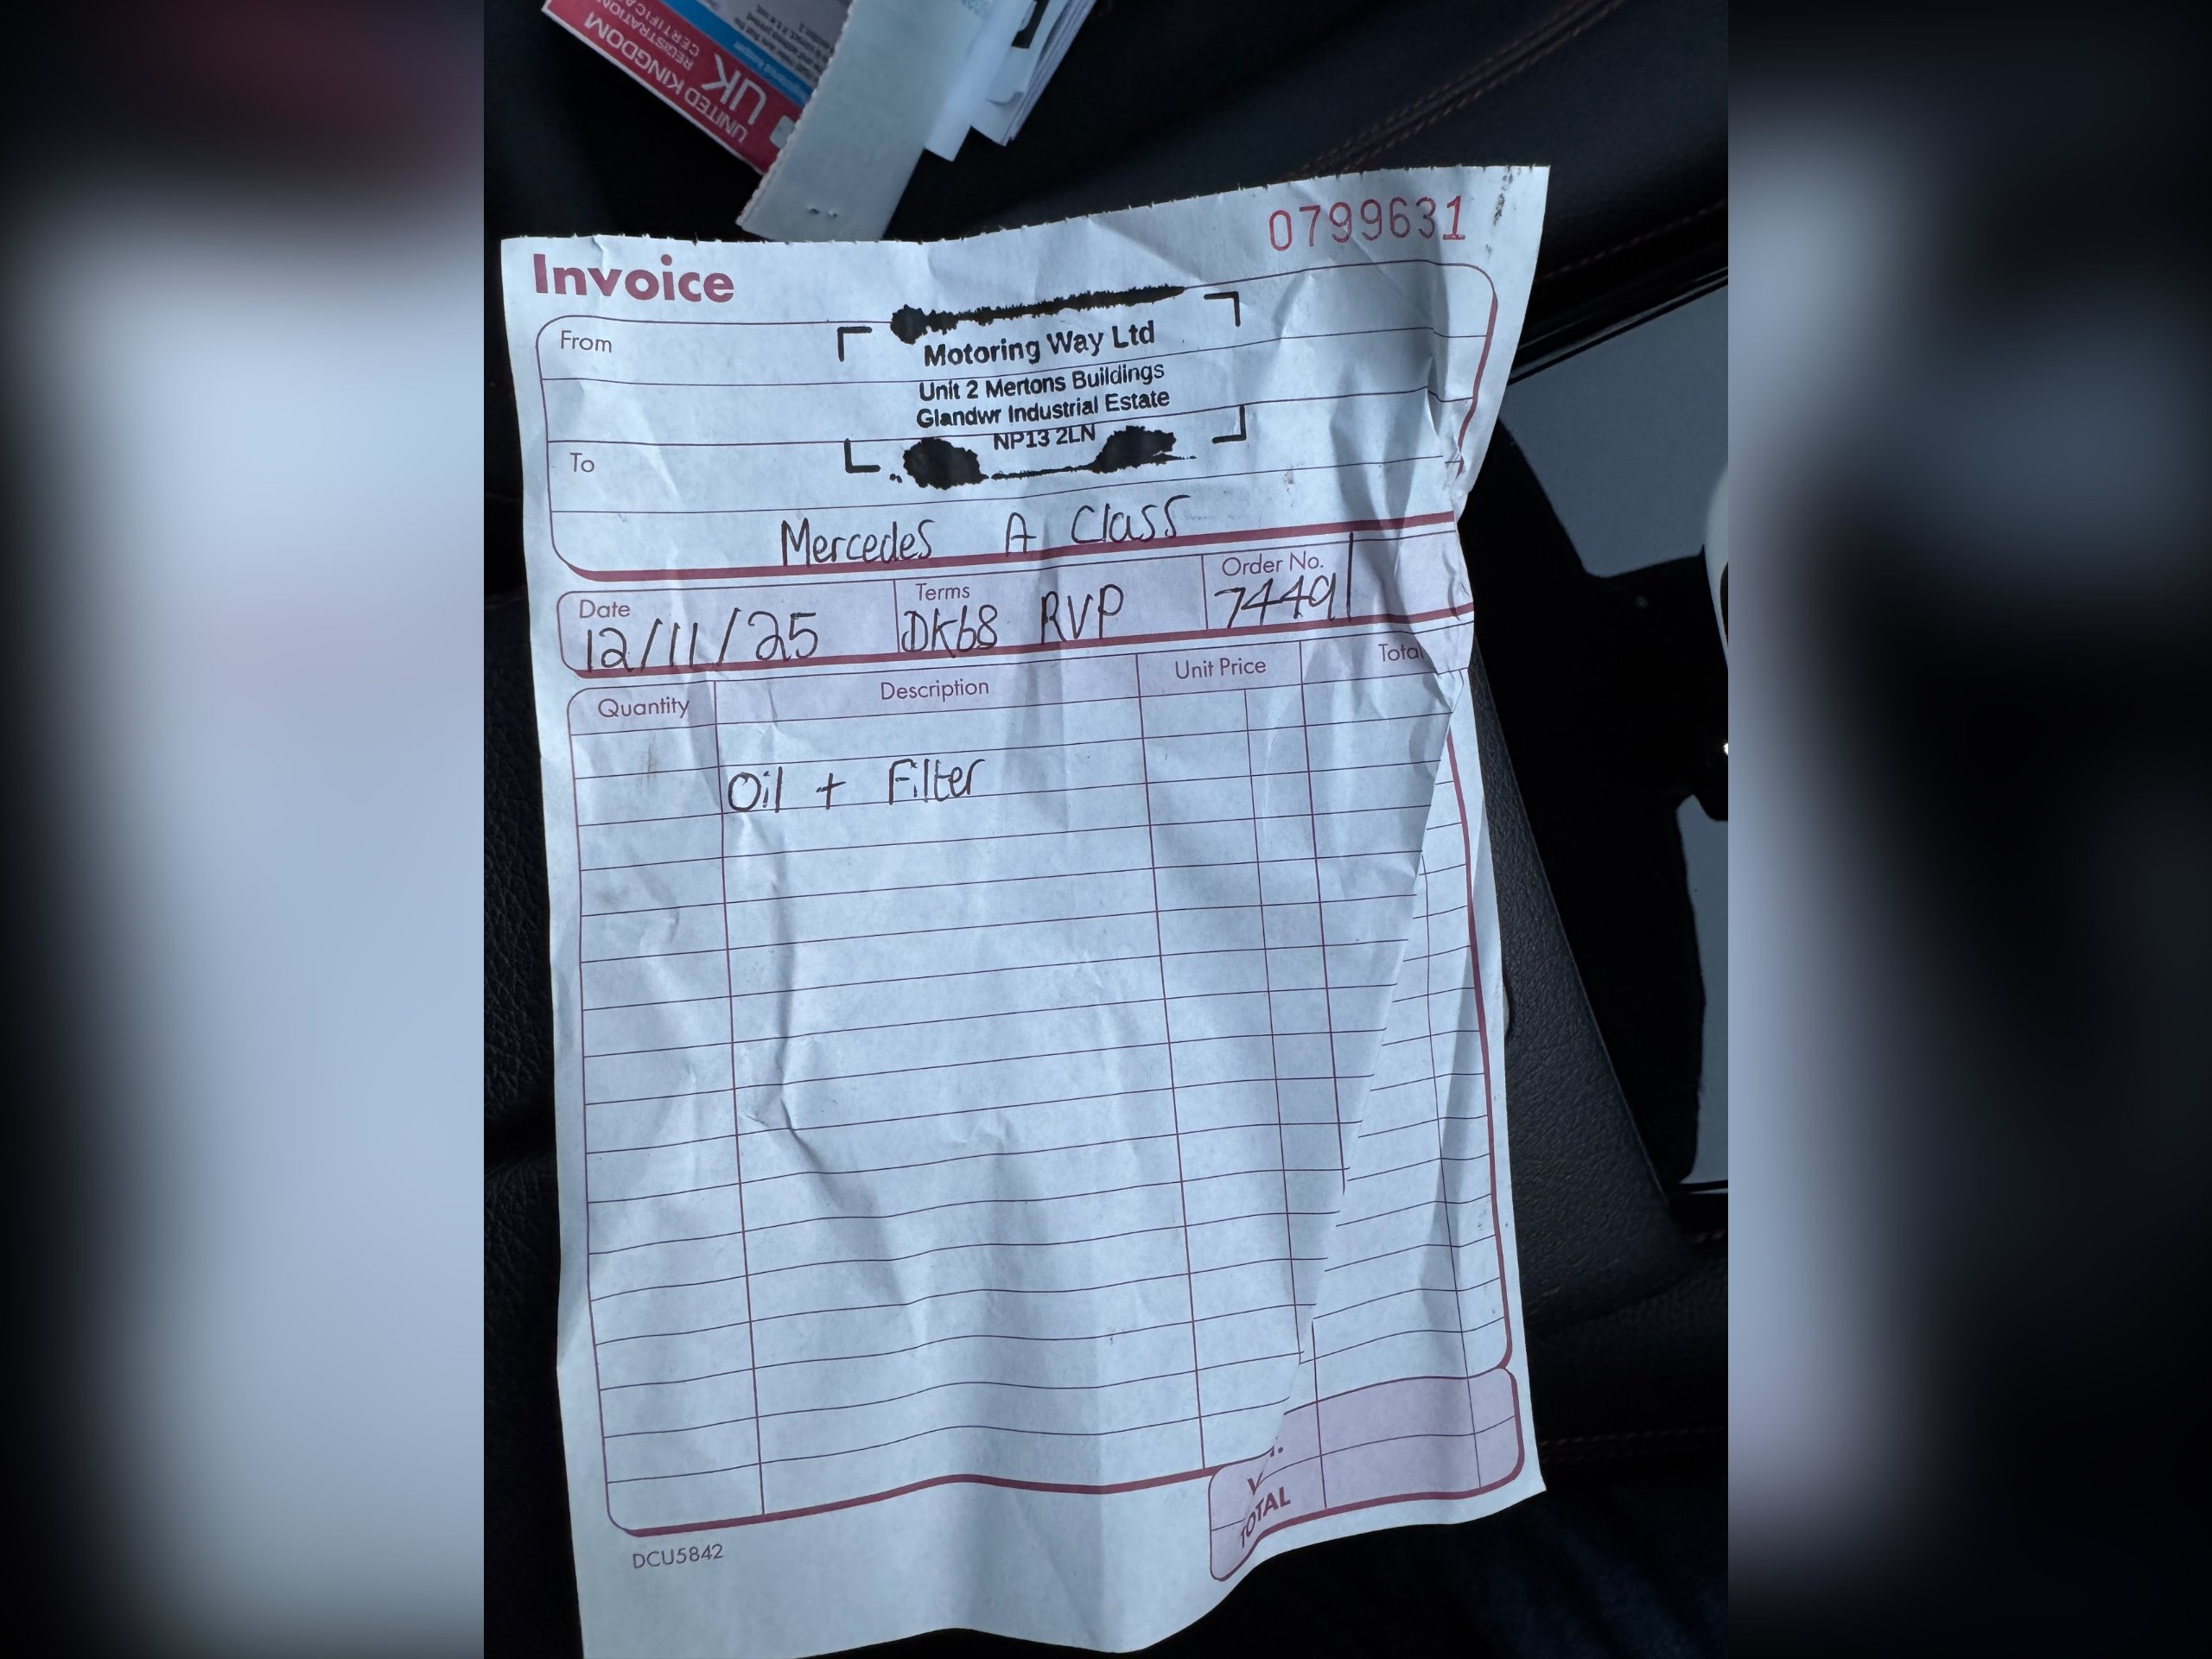 UNITED KINGDOM
UK
REGISTRATION
0799631
Invoice
From
Motoring Way Ltd
Unit 2 Mertons Buildings
Glandwr Industrial Estate
NP13 2LN
To
Mercedes A Class
Date
Terms
Order No.
12/11/25
DK68 RVP
74491
Quantity
Description
Unit Price
Total
Oil + Filter
TOTAL
DCU5842